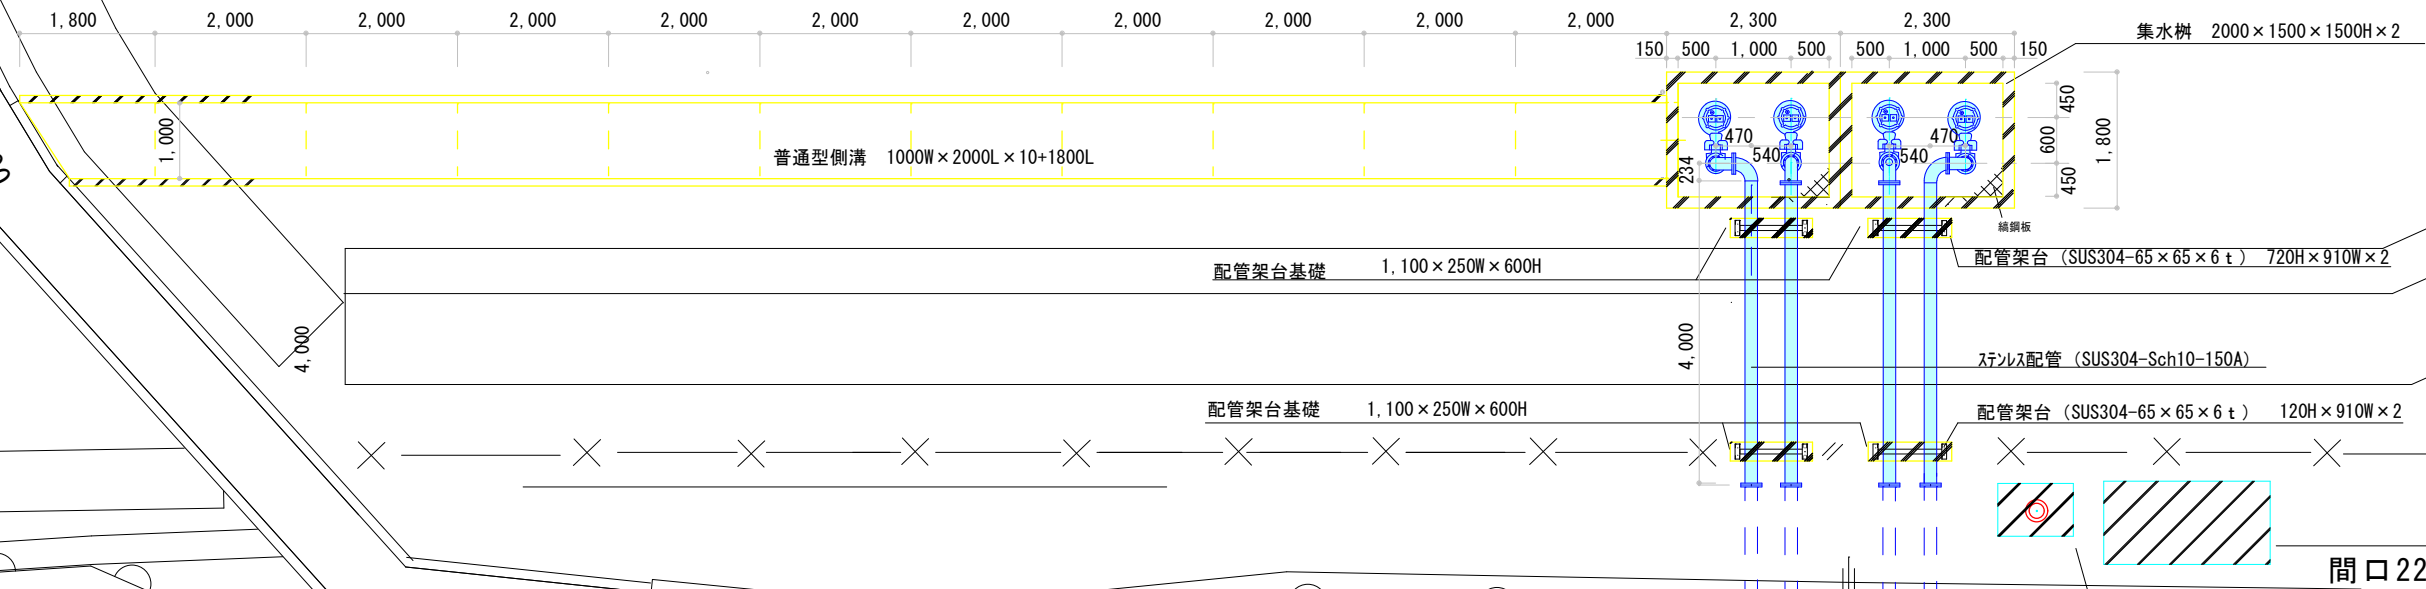 1,800 2,000 2,000 2,000 2,000 2,000 2,000 2,000 2,000 2,000 2,000 2,300 2,300
集水桝 2000×1500×1500H×2
150 500 1,000 500 500 1,000 500 150
450
600
450
1,800
1,000
普通型側溝 1000W×2000L×10+1800L
470 470
540 540
234
縞鋼板
配管架台基礎 1,100×250W×600H
配管架台（SUS304-65×65×6ｔ） 720H×910W×2
4,000
4,000
ｽﾃﾝﾚｽ配管（SUS304-Sch10-150A）
配管架台基礎 1,100×250W×600H
配管架台（SUS304-65×65×6ｔ） 120H×910W×2
間口22